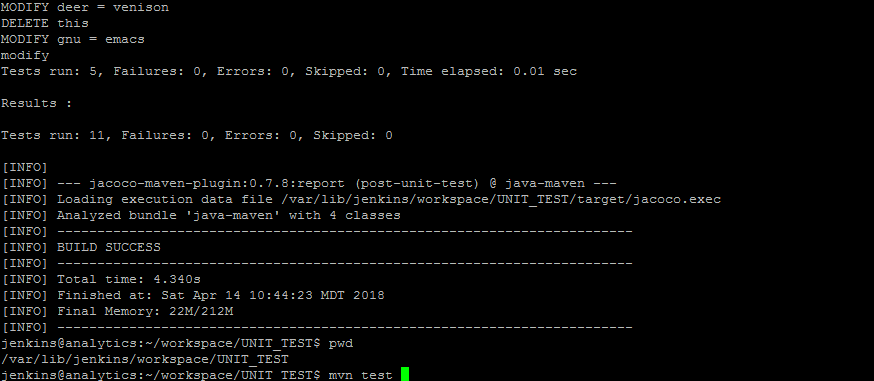 MODIFY deer = venison
DELETE this
MODIFY gnu = emacs
modify
Tests run: 5, Failures: 0, Errors: 0, Skipped: 0, Time elapsed: 0.01 sec
Results :
Tests run: 11, Failures: 0, Errors: 0, Skipped: 0
[INFO]
[INFO] --- jacoco-maven-plugin:0.7.8:report (post-unit-test) @ java-maven ---
[INFO] Loading execution data file /var/lib/jenkins/workspace/UNIT_TEST/target/jacoco.exec
[INFO] Analyzed bundle 'java-maven' with 4 classes
[INFO] ------------------------------------------------------------------------
[INFO] BUILD SUCCESS
[INFO] ------------------------------------------------------------------------
[INFO] Total time: 4.340s
[INFO] Finished at: Sat Apr 14 10:44:23 MDT 2018
[INFO] Final Memory: 22M/212M
[INFO] ------------------------------------------------------------------------
jenkins@analytics:~/workspace/UNIT_TEST$ pwd
/var/lib/jenkins/workspace/UNIT_TEST
jenkins@analytics:~/workspace/UNIT_TEST$ mvn test